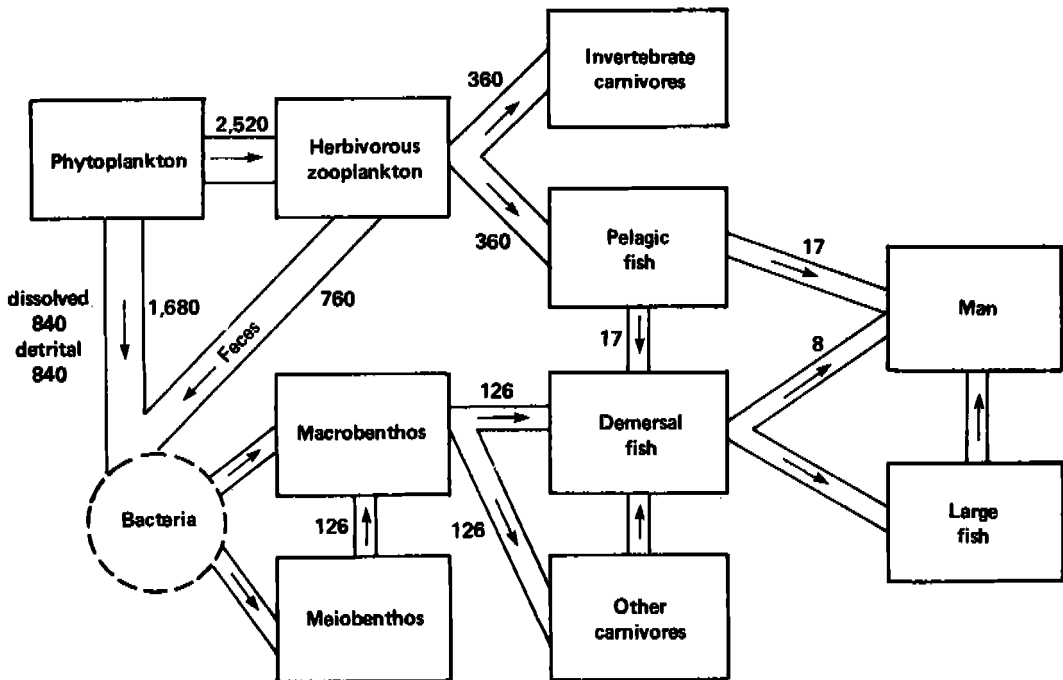 Invertebrate
carnivores
360
2,520
Phytoplankton
Herbivorous
zooplankton
360
Pelagic
fish
17
Man
dissolved
840
detrital
840
1,680
760
Feces
17
8
126
Macrobenthos
Demersal
fish
Bacteria
126
126
Large
fish
Meiobenthos
Other
carnivores